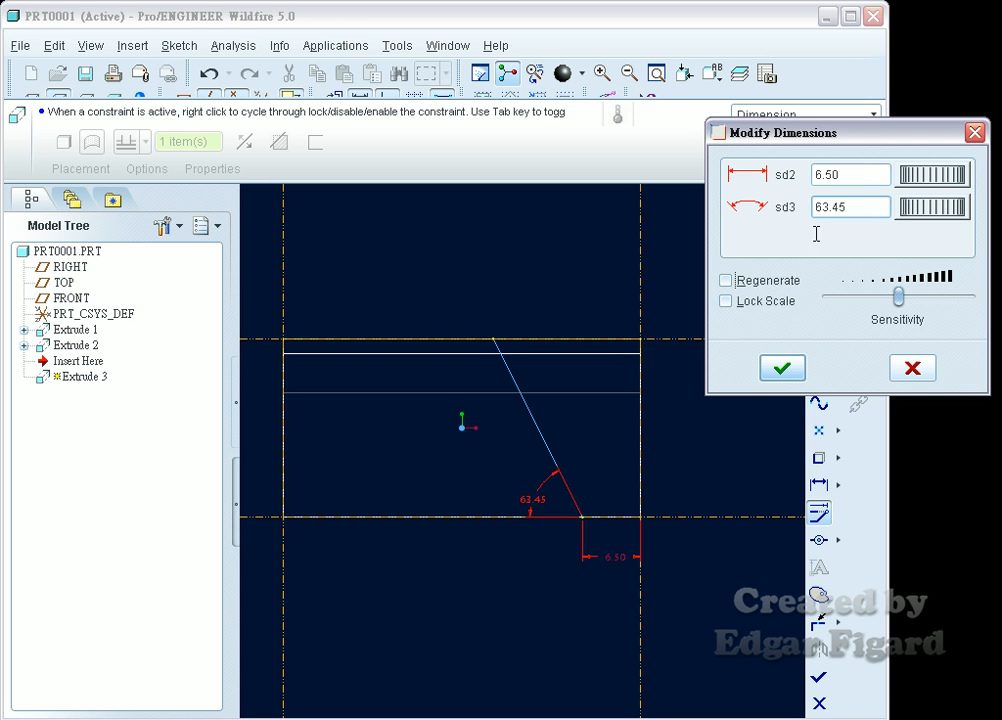 PRT0001 (Active) - Pro/ENGINEER Wildfire 5.0
File Edit View Insert Sketch Analysis Info Applications Tools Window Help
When a constraint is active, right click to cycle through lock/disable/enable the constraint. Use Tab key to togg
Dimension
1 item(s)
Placement Options Properties
Model Tree
PRT0001.PRT
RIGHT
TOP
FRONT
PRT_CSYS_DEF
Extrude 1
Extrude 2
Insert Here
Extrude 3
Modify Dimensions
sd2 6.50
sd3 63.45
Regenerate
Lock Scale
Sensitivity
63.45
6.50
Created by
Edgar Figard